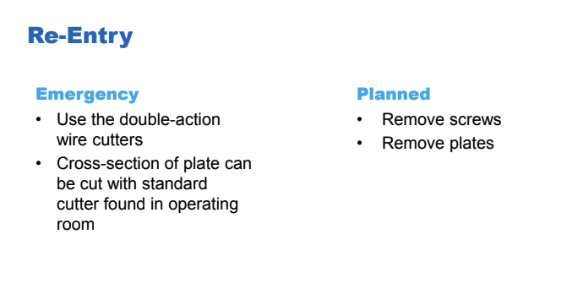 Re-Entry
Emergency
• Use the double-action
wire cutters
• Cross-section of plate can
be cut with standard
cutter found in operating
room
Planned
• Remove screws
• Remove plates